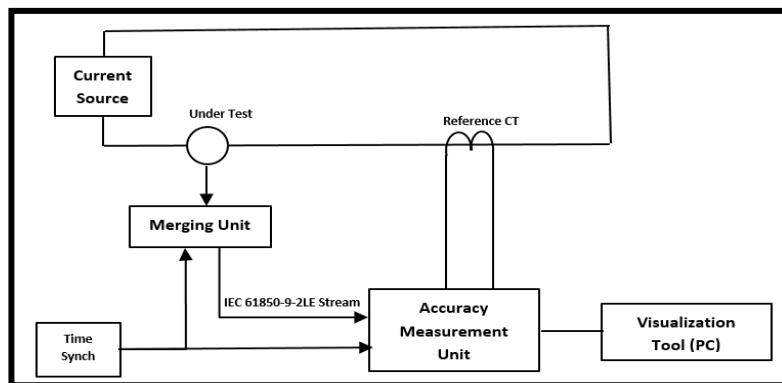 Current
Source
Under Test
Reference CT
Merging Unit
IEC 61850-9-2LE Stream
Time
Synch
Accuracy
Measurement
Unit
Visualization
Tool (PC)